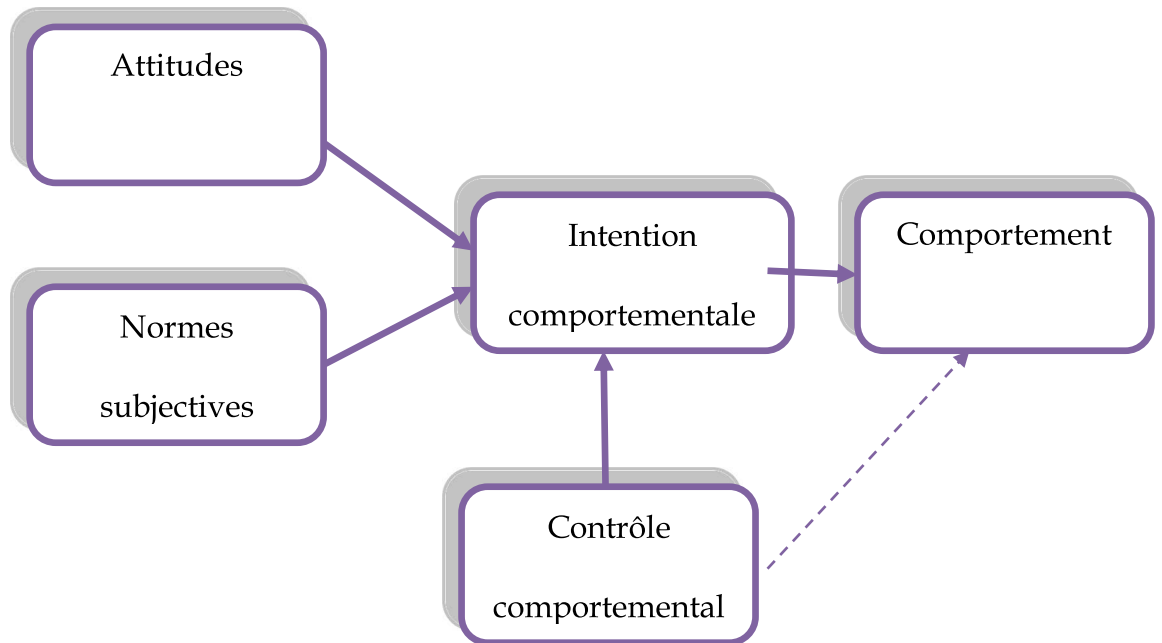 Attitudes
Normes
subjectives
Intention
comportementale
Comportement
Contrôle
comportemental